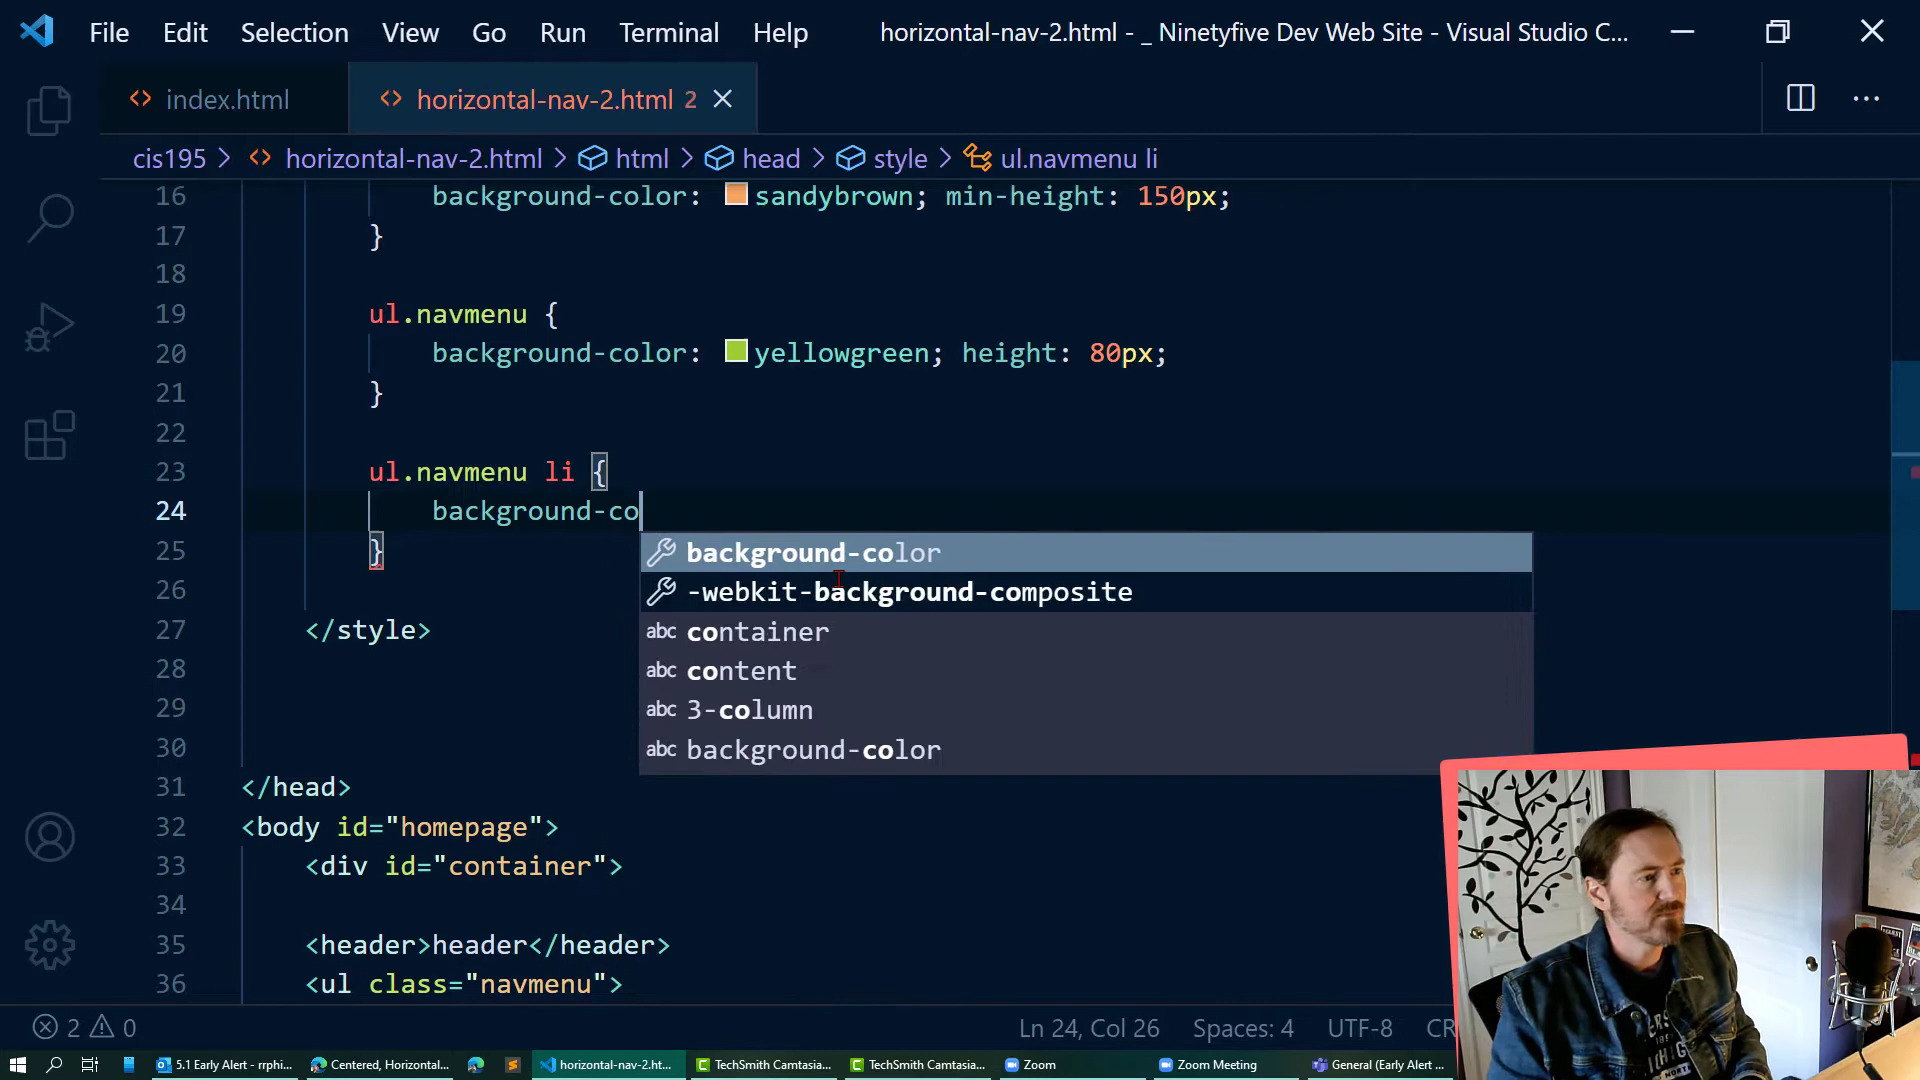 File Edit Selection View Go Run Terminal Help horizontal-nav-2.html - _ Ninetyfive Dev Web Site - Visual Studio C...
index.html horizontal-nav-2.html 2
cis195 > horizontal-nav-2.html > html > head > style > ul.navmenu li
16 background-color: sandybrown; min-height: 150px;
17 }
18
19 ul.navmenu {
20 background-color: yellowgreen; height: 80px;
21 }
22
23 ul.navmenu li {
24 background-co
25 }
background-color
26
-webkit-background-composite
27 </style>
abc container
28
abc content
29
abc 3-column
30
abc background-color
31 </head>
32 <body id="homepage">
33 <div id="container">
34
35 <header>header</header>
36 <ul class="navmenu">
2 0 Ln 24, Col 26 Spaces: 4 UTF-8 CR
5.1 Early Alert - rrphi... Centered, Horizontal... horizontal-nav-2.ht... TechSmith Camtasia... TechSmith Camtasia... Zoom Zoom Meeting General (Early Alert ...